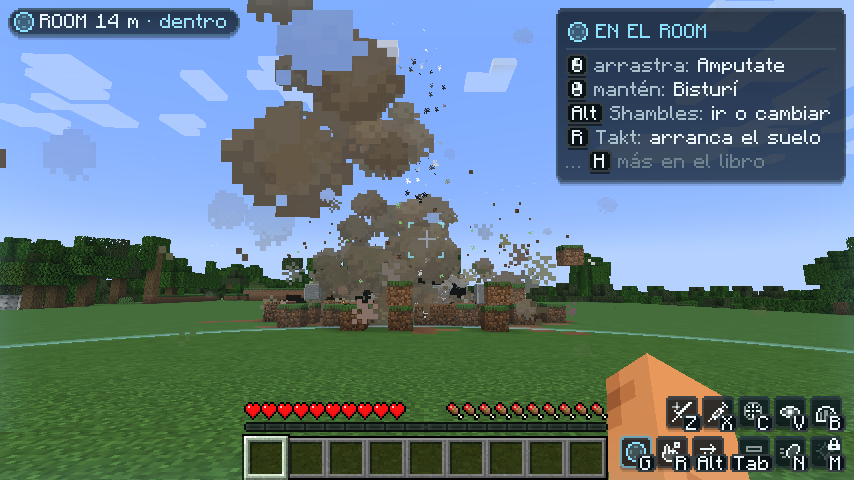 ROOM 14 m · dentro
EN EL ROOM
arrastra: Amputate
mantén: Bisturí
Alt Shambles: ir o cambiar
R Takt: arranca el suelo
... H más en el libro
Z X C V B
G R Alt Tab N M